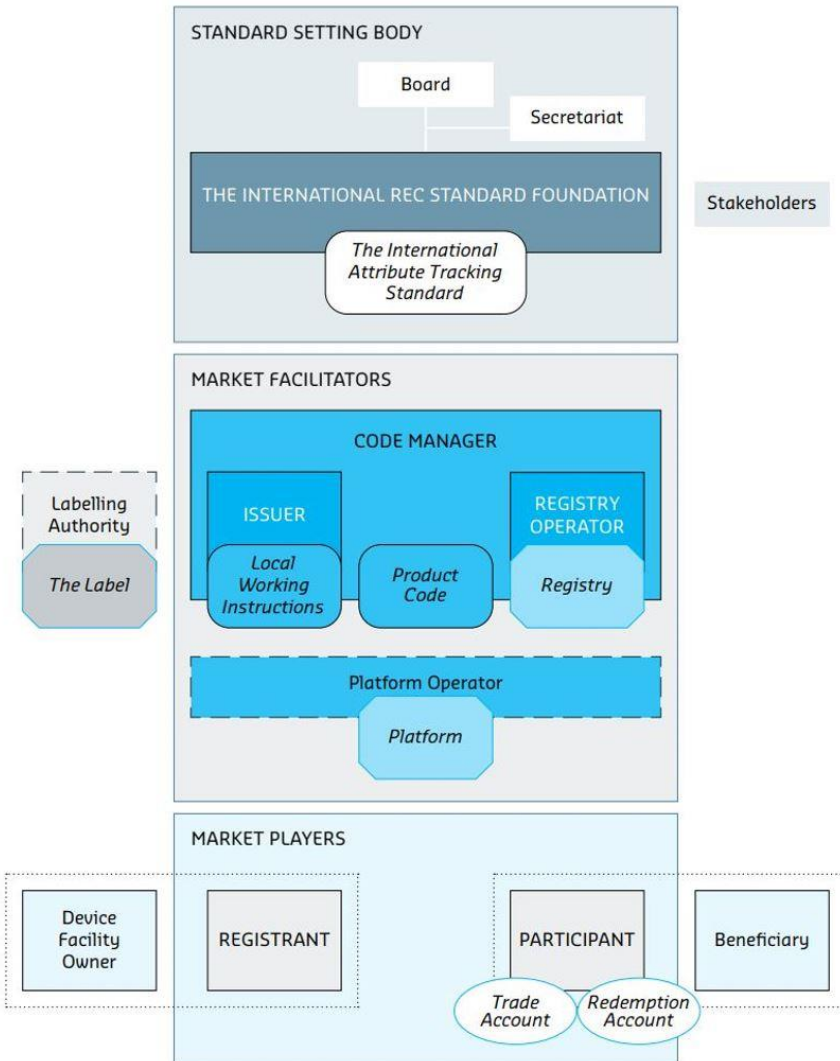 STANDARD SETTING BODY
Board
Secretariat
THE INTERNATIONAL REC STANDARD FOUNDATION
Stakeholders
The International
Attribute Tracking
Standard
MARKET FACILITATORS
CODE MANAGER
Labelling
Authority
ISSUER
REGISTRY
OPERATOR
The Label
Local
Working
Instructions
Product
Code
Registry
Platform Operator
Platform
MARKET PLAYERS
Device
Facility
Owner
REGISTRANT
PARTICIPANT
Beneficiary
Trade
Account
Redemption
Account